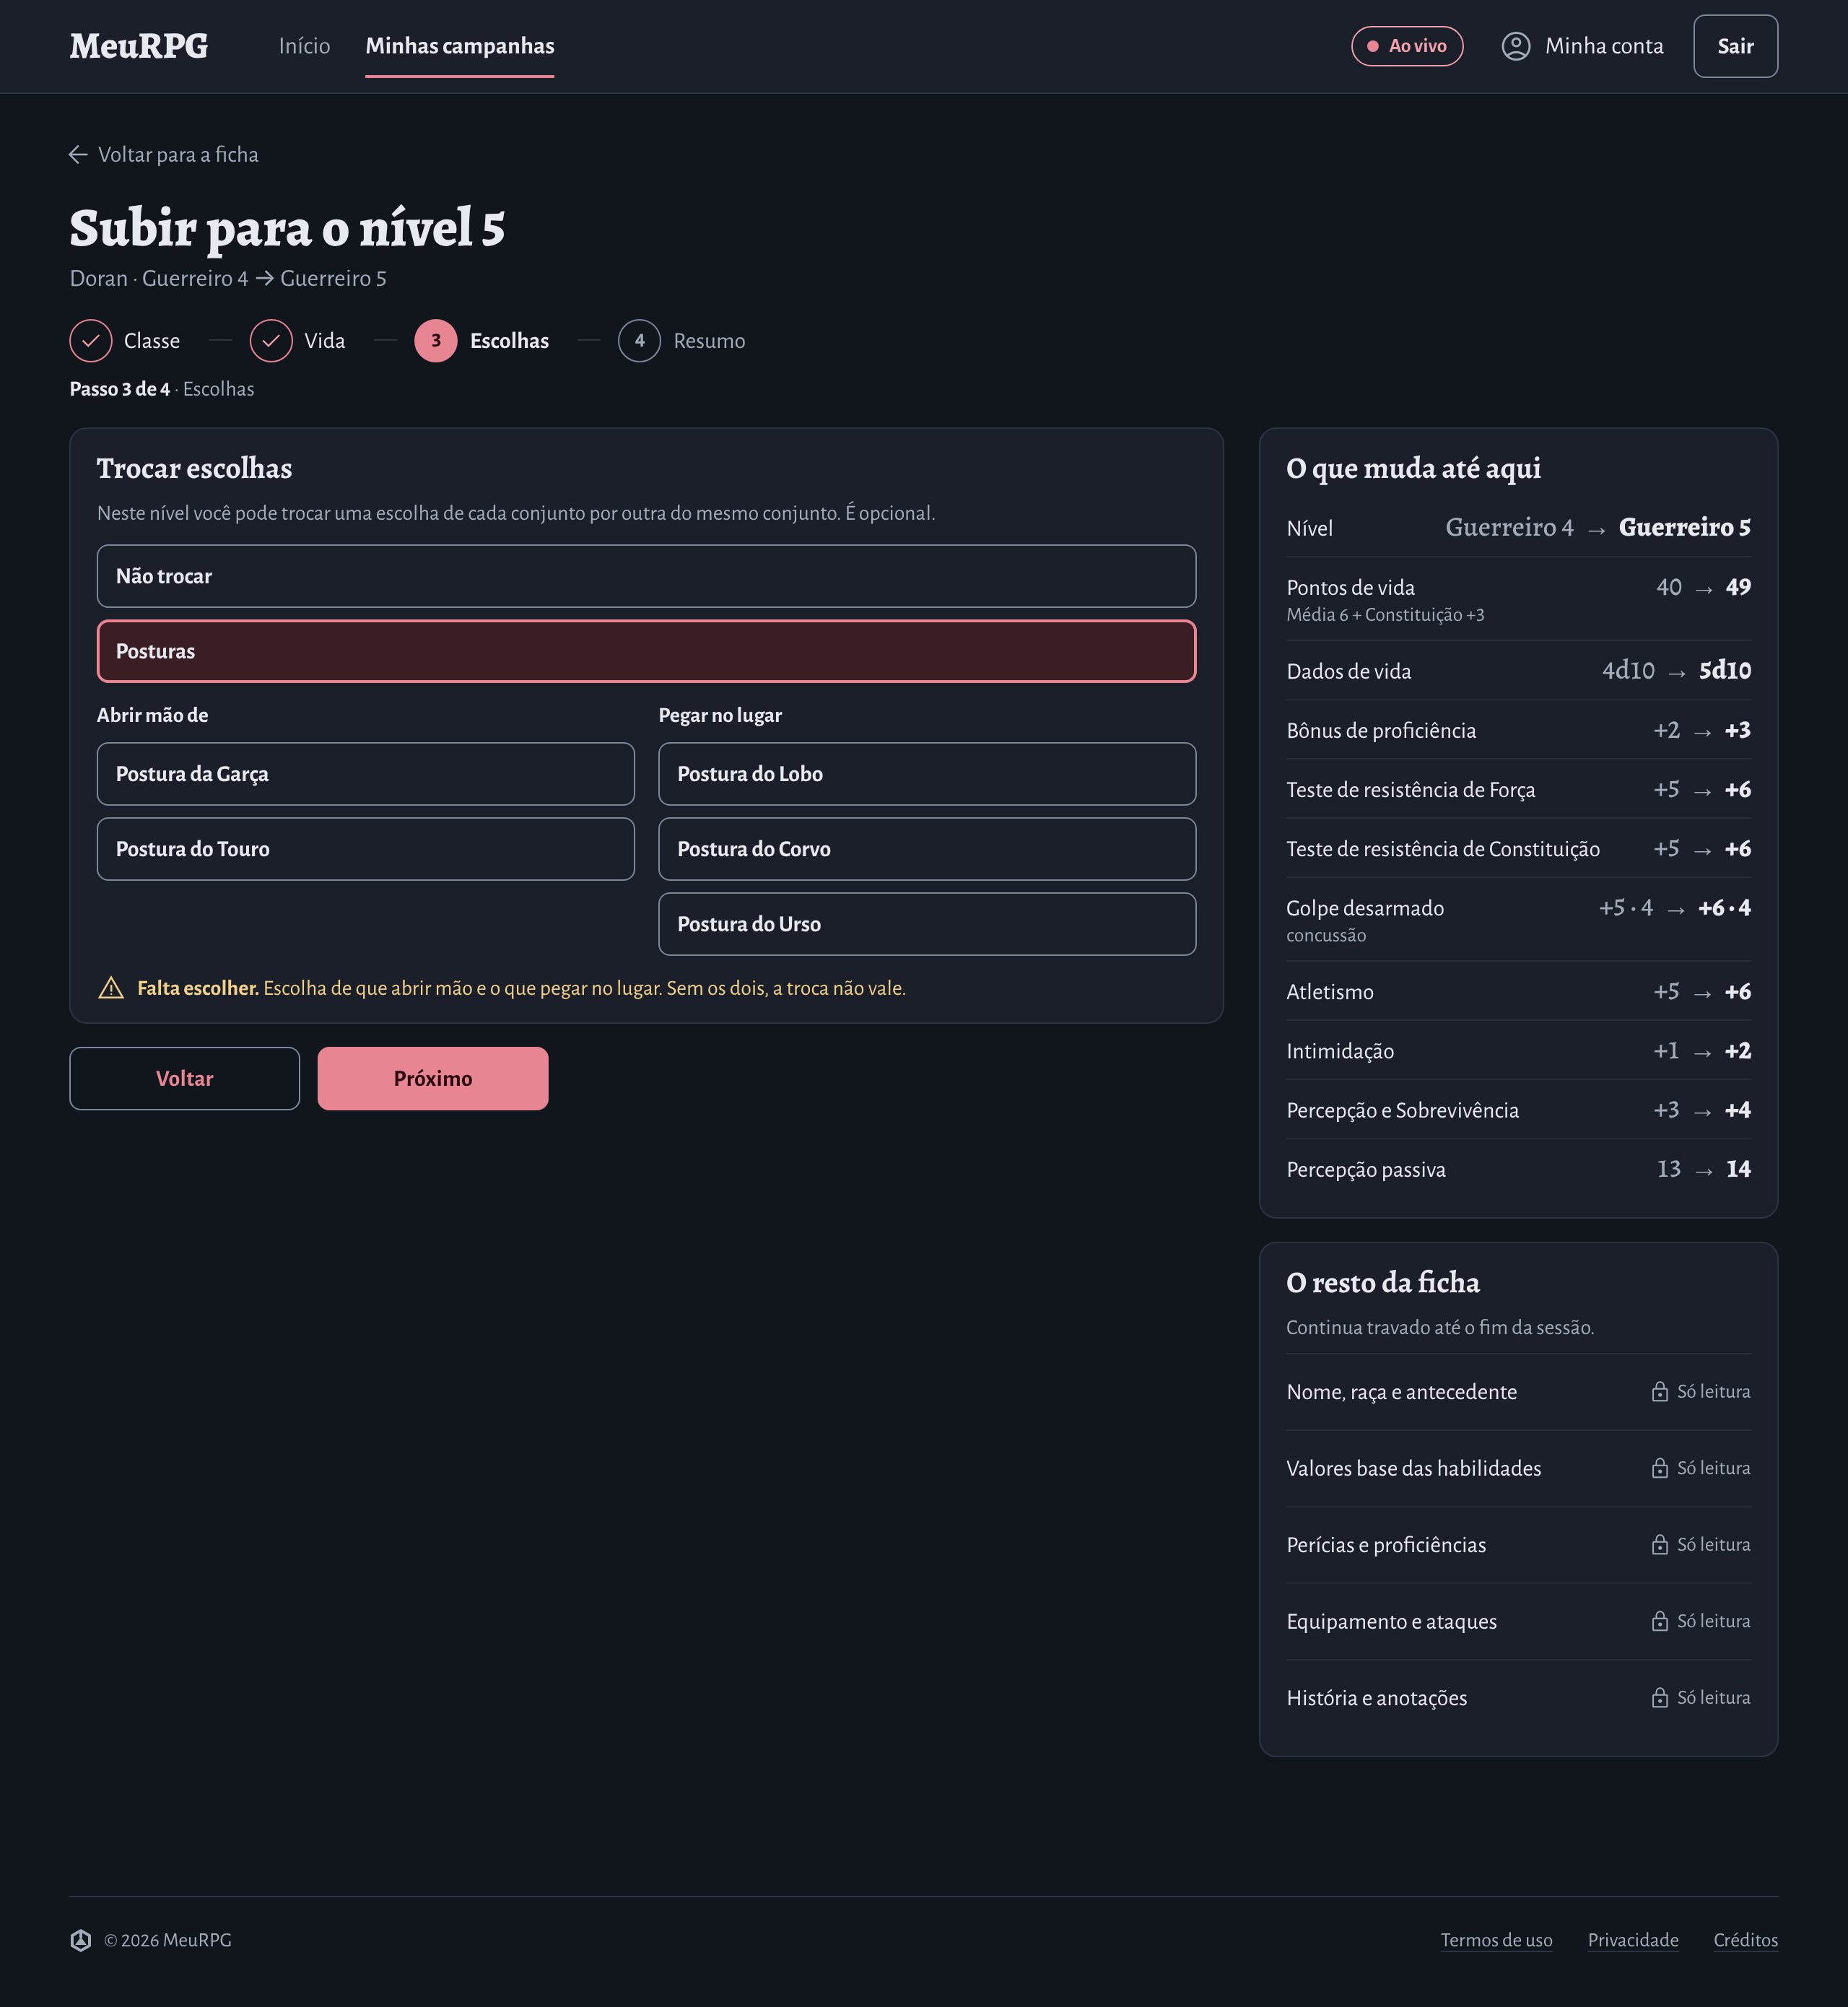 MeuRPG
Início
Minhas campanhas
Ao vivo
Minha conta
Sair
← Voltar para a ficha
Subir para o nível 5
Doran · Guerreiro 4 → Guerreiro 5
Classe
Vida
3 Escolhas
4 Resumo
Passo 3 de 4 · Escolhas
Trocar escolhas
Neste nível você pode trocar uma escolha de cada conjunto por outra do mesmo conjunto. É opcional.
Não trocar
Posturas
Abrir mão de
Postura da Garça
Postura do Touro
Pegar no lugar
Postura do Lobo
Postura do Corvo
Postura do Urso
Falta escolher. Escolha de que abrir mão e o que pegar no lugar. Sem os dois, a troca não vale.
Voltar
Próximo
O que muda até aqui
Nível Guerreiro 4 → Guerreiro 5
Pontos de vida 40 → 49
Média 6 + Constituição +3
Dados de vida 4d10 → 5d10
Bônus de proficiência +2 → +3
Teste de resistência de Força +5 → +6
Teste de resistência de Constituição +5 → +6
Golpe desarmado +5 · 4 → +6 · 4
concussão
Atletismo +5 → +6
Intimidação +1 → +2
Percepção e Sobrevivência +3 → +4
Percepção passiva 13 → 14
O resto da ficha
Continua travado até o fim da sessão.
Nome, raça e antecedente Só leitura
Valores base das habilidades Só leitura
Perícias e proficiências Só leitura
Equipamento e ataques Só leitura
História e anotações Só leitura
© 2026 MeuRPG
Termos de uso
Privacidade
Créditos